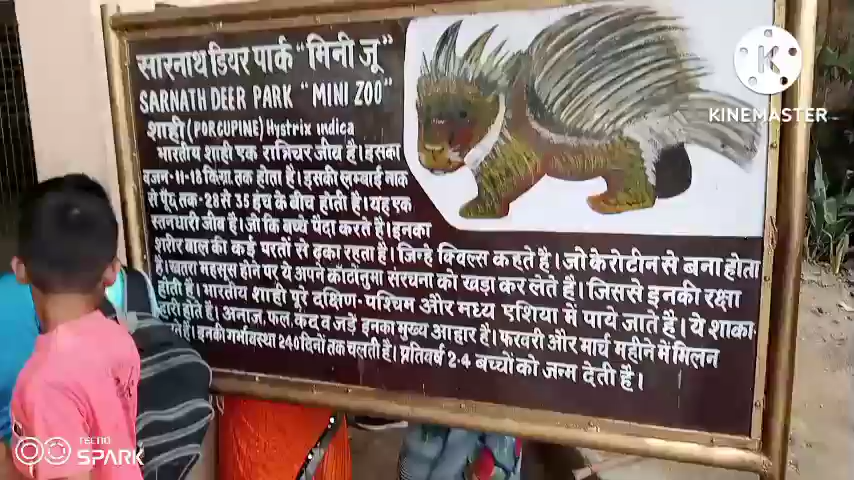 सारनाथ डियर पार्क "मिनी जू"
SARNATH DEER PARK "MINI ZOO"
शाही (PORCUPINE) Hystrix indica
भारतीय शाही एक रात्रिचर जीव है। इसका
वजन-11-18 किग्रा तक होता है। इसकी लम्बाई नाक
से पूँछ तक-28 से 35 इंच के बीच होती है। यह एक
स्तनधारी जीव है। जो कि बच्चे पैदा करते है। इनका
शरीर बाल की कई परतों से ढ़का रहता है। जिन्हे क्विल्स कहते है। जो केरोटीन से बना होता
है। खतरा महसूस होने पर ये अपने काँटोंनुमा संरचना को खड़ा कर लेते है। जिससे इनकी रक्षा
होती है। भारतीय शाही पूरे दक्षिण-पश्चिम और मध्य एशिया में पाये जाते है। ये शाका-
हारी होते है। अनाज, फल, कंद व जड़ें इनका मुख्य आहार है। फरवरी और मार्च महीने में मिलन
है। इनकी गर्भावस्था 240 दिनों तक चलती है। प्रतिवर्ष 2-4 बच्चों को जन्म देती है।
K
KINEMASTER
TECNO
SPARK